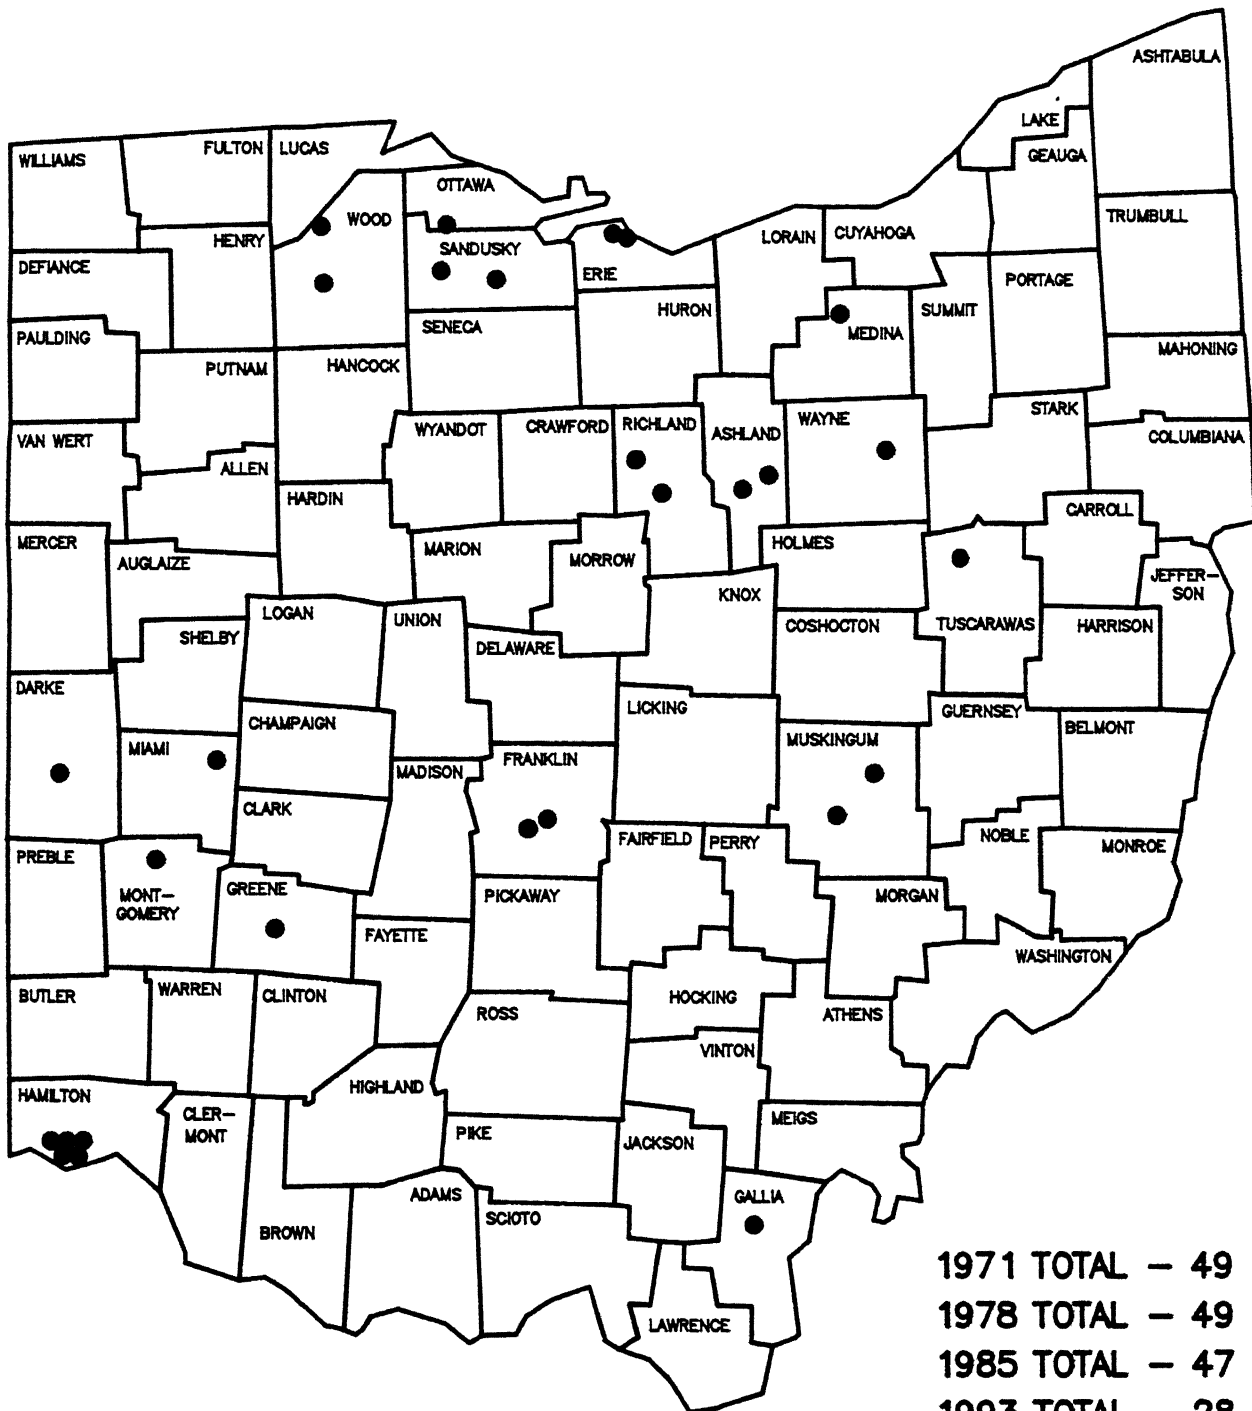 ASHTABULA
LAKE
GEAUGA
WILLIAMS
FULTON
LUCAS
OTTAWA
WOOD
TRUMBULL
HENRY
SANDUSKY
LORAIN
CUYAHOGA
DEFIANCE
ERIE
PORTAGE
HURON
SUMMIT
SENECA
MEDINA
PAULDING
MAHONING
PUTNAM
HANCOCK
WYANDOT
CRAWFORD
RICHLAND
ASHLAND
WAYNE
STARK
COLUMBIANA
VAN WERT
ALLEN
HARDIN
CARROLL
MERCER
AUGLAIZE
MARION
MORROW
HOLMES
JEFFER-
SON
KNOX
LOGAN
UNION
SHELBY
DELAWARE
COSHOCTON
TUSCARAWAS
HARRISON
DARKE
LICKING
GUERNSEY
CHAMPAIGN
BELMONT
MIAMI
FRANKLIN
MUSKINGUM
MADISON
CLARK
FAIRFIELD
PERRY
NOBLE
MONROE
PREBLE
MONT-
GOMERY
GREENE
PICKAWAY
MORGAN
FAYETTE
WASHINGTON
BUTLER
WARREN
CLINTON
HOCKING
ROSS
ATHENS
VINTON
HAMILTON
HIGHLAND
CLER-
MONT
MEIGS
PIKE
JACKSON
ADAMS
GALLIA
SCIOTO
BROWN
LAWRENCE
1971 TOTAL – 49
1978 TOTAL – 49
1985 TOTAL – 47
1993 TOTAL – 28